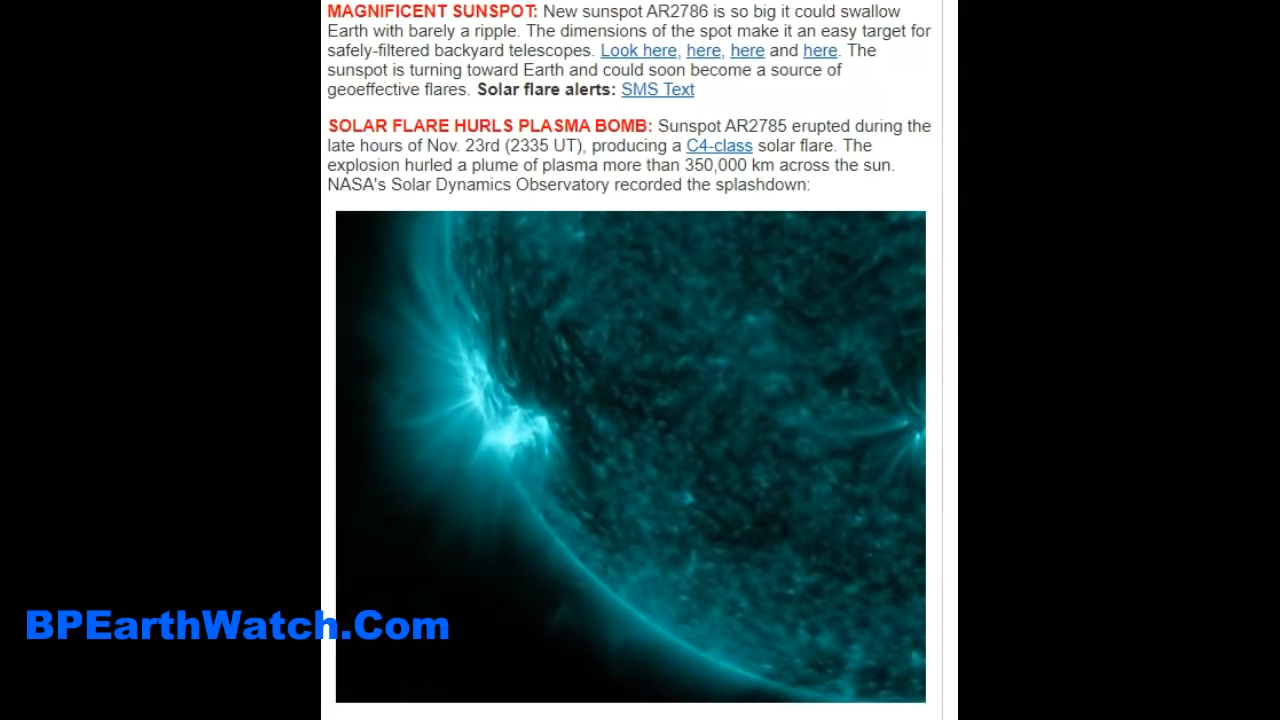 MAGNIFICENT SUNSPOT: New sunspot AR2786 is so big it could swallow
Earth with barely a ripple. The dimensions of the spot make it an easy target for
safely-filtered backyard telescopes. Look here, here, here and here. The
sunspot is turning toward Earth and could soon become a source of
geoeffective flares. Solar flare alerts: SMS Text
SOLAR FLARE HURLS PLASMA BOMB: Sunspot AR2785 erupted during the
late hours of Nov. 23rd (2335 UT), producing a C4-class solar flare. The
explosion hurled a plume of plasma more than 350,000 km across the sun.
NASA's Solar Dynamics Observatory recorded the splashdown:
BPEarthWatch.Com